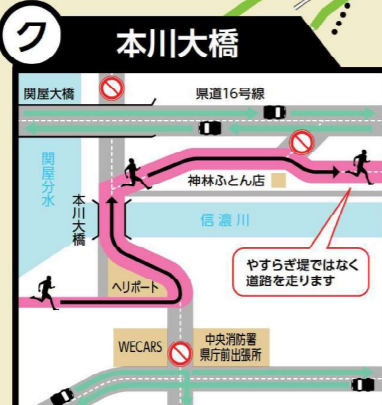 ク
本川大橋
関屋大橋
県道16号線
関屋分水
本川大橋
神林ふとん店
信濃川
やすらぎ堤ではなく
道路を走ります
ヘリポート
WECARS
中央消防署
県庁前出張所